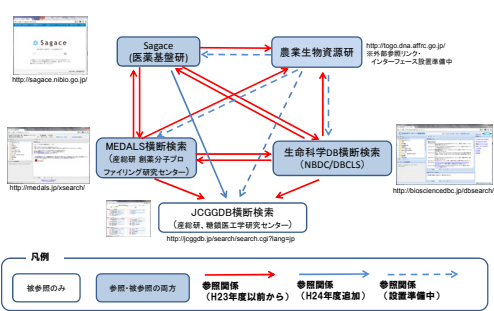 Sagace
Sagace
(医薬基盤研)
農業生物資源研
http://togo.dna.affrc.go.jp/
※外部参照リンク・
インターフェース設置準備中
http://sagace.nibio.go.jp/
MEDALS横断検索
(産総研 創薬分子プロ
ファイリング研究センター)
生命科学DB横断検索
(NBDC/DBCLS)
http://medals.jp/xsearch/
http://biosciencedbc.jp/dbsearch/
JCGGDB横断検索
(産総研、糖鎖医工学研究センター)
http://jcggdb.jp/search/search.cgi?lang=jp
凡例
被参照のみ
参照・被参照の両方
参照関係
(H23年度以前から)
参照関係
(H24年度追加)
参照関係
(設置準備中)